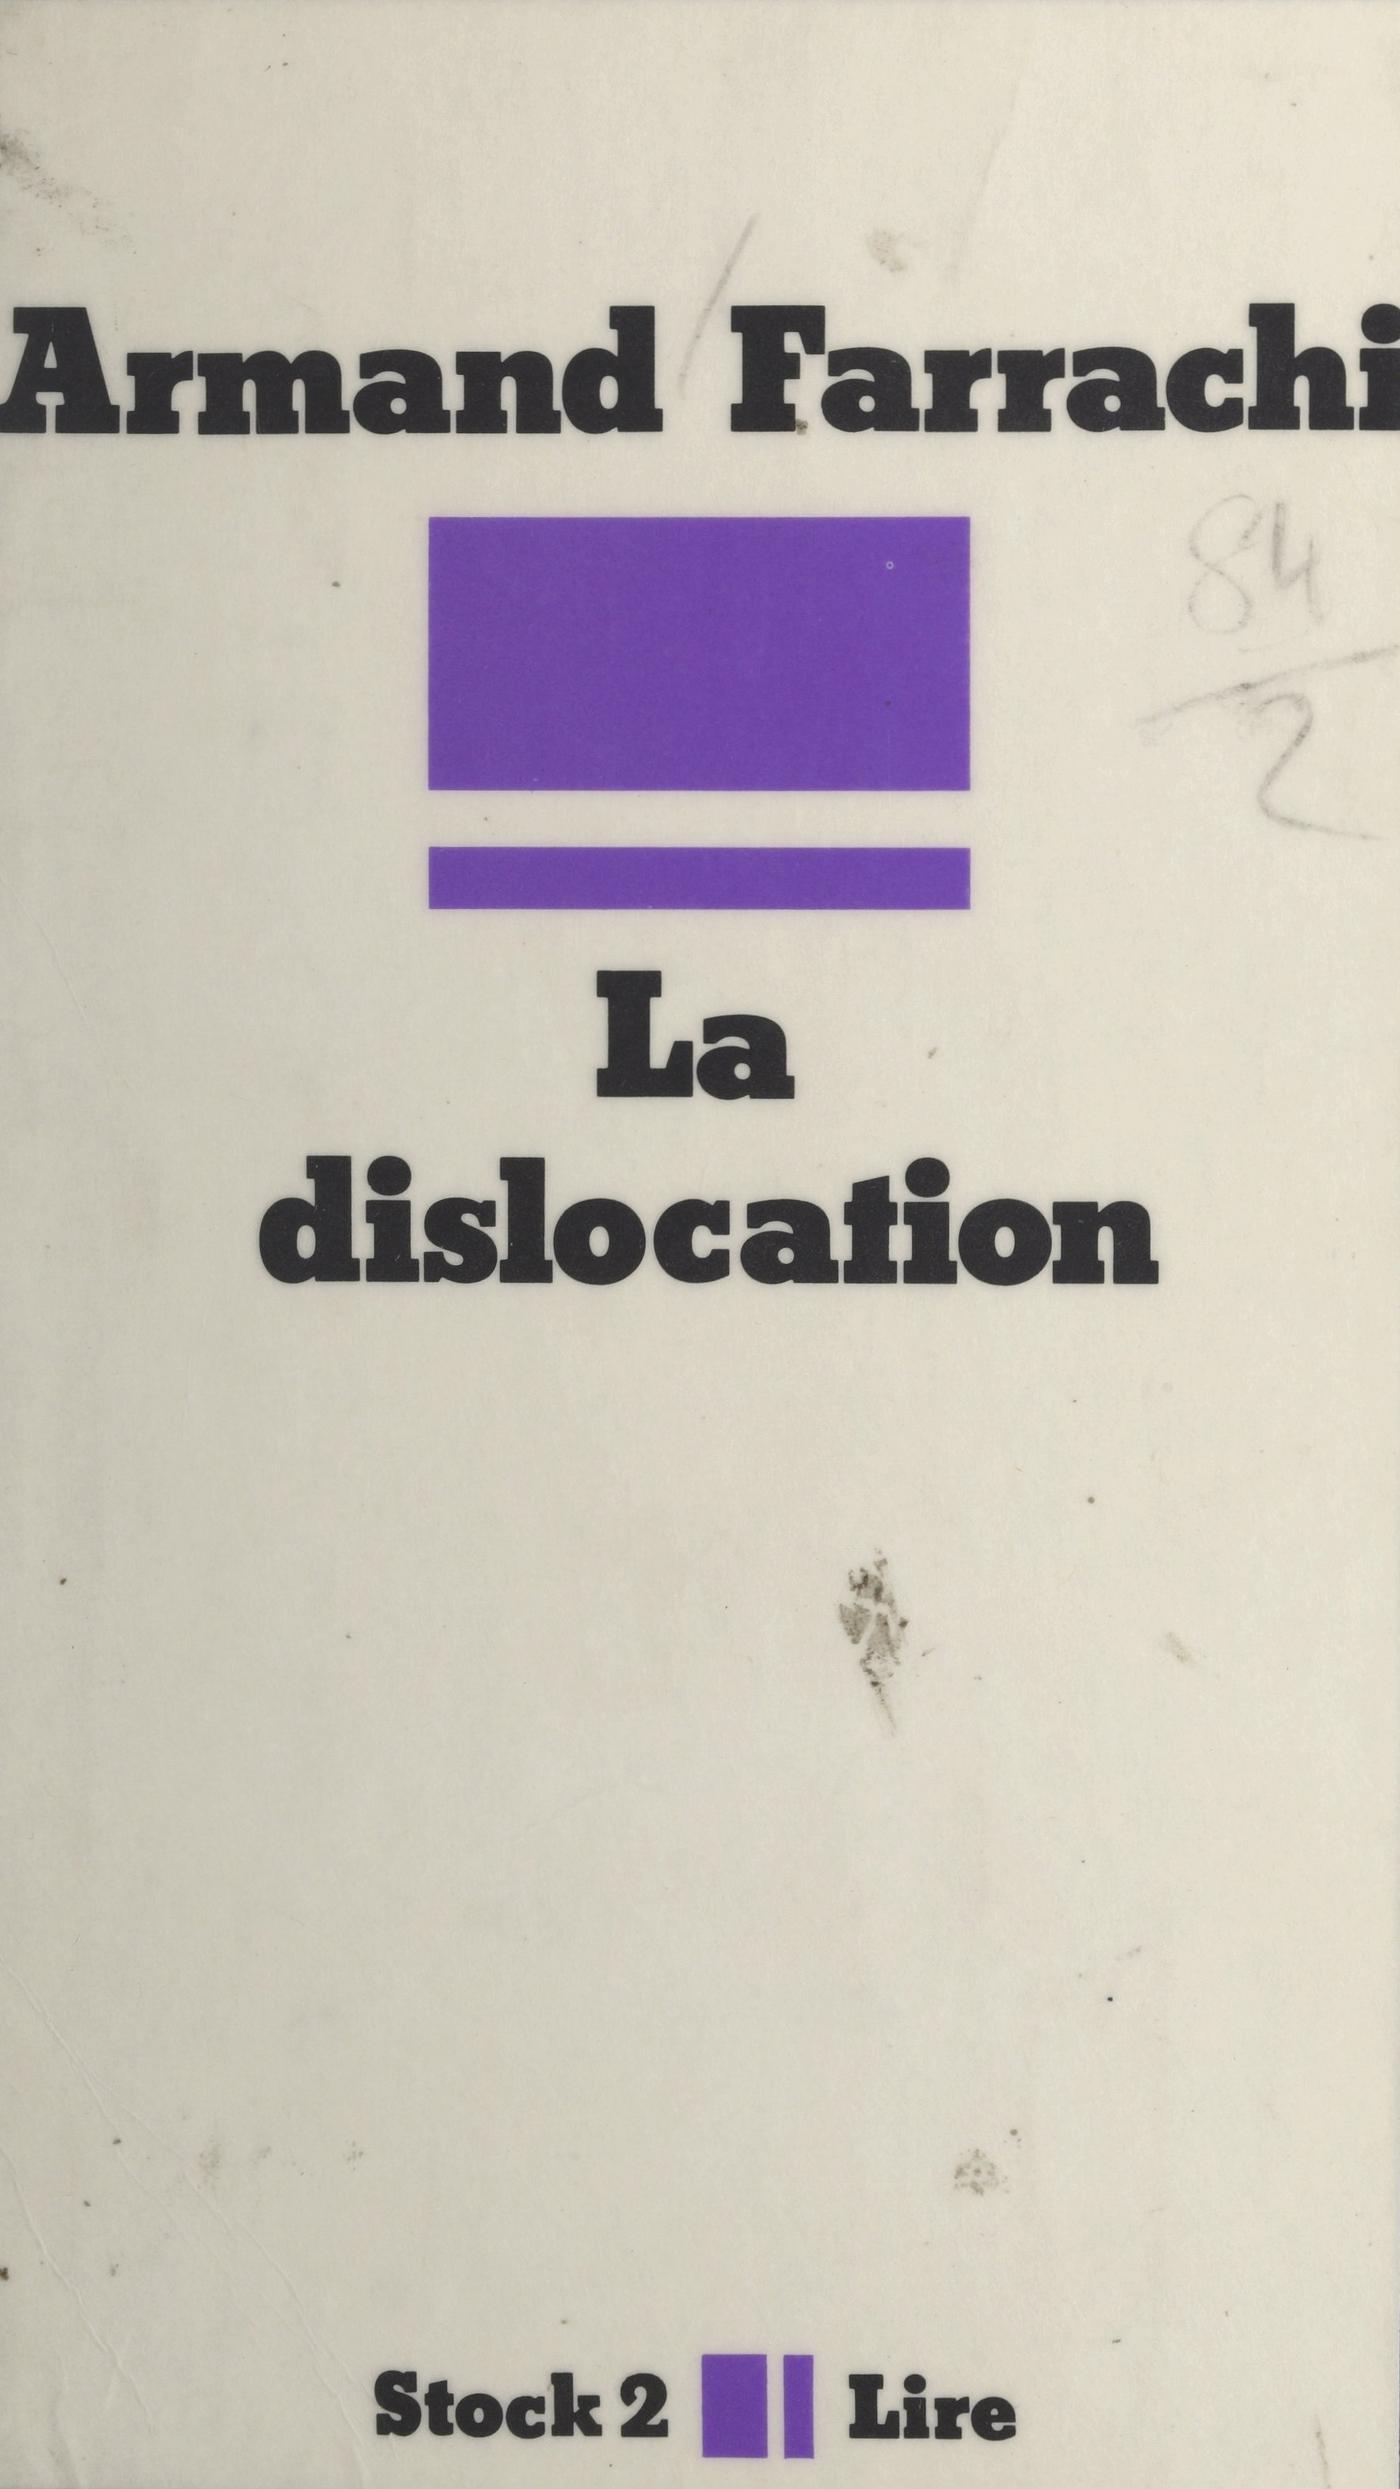 Armand Farrachi
84
2
La
dislocation
Stock 2 Lire